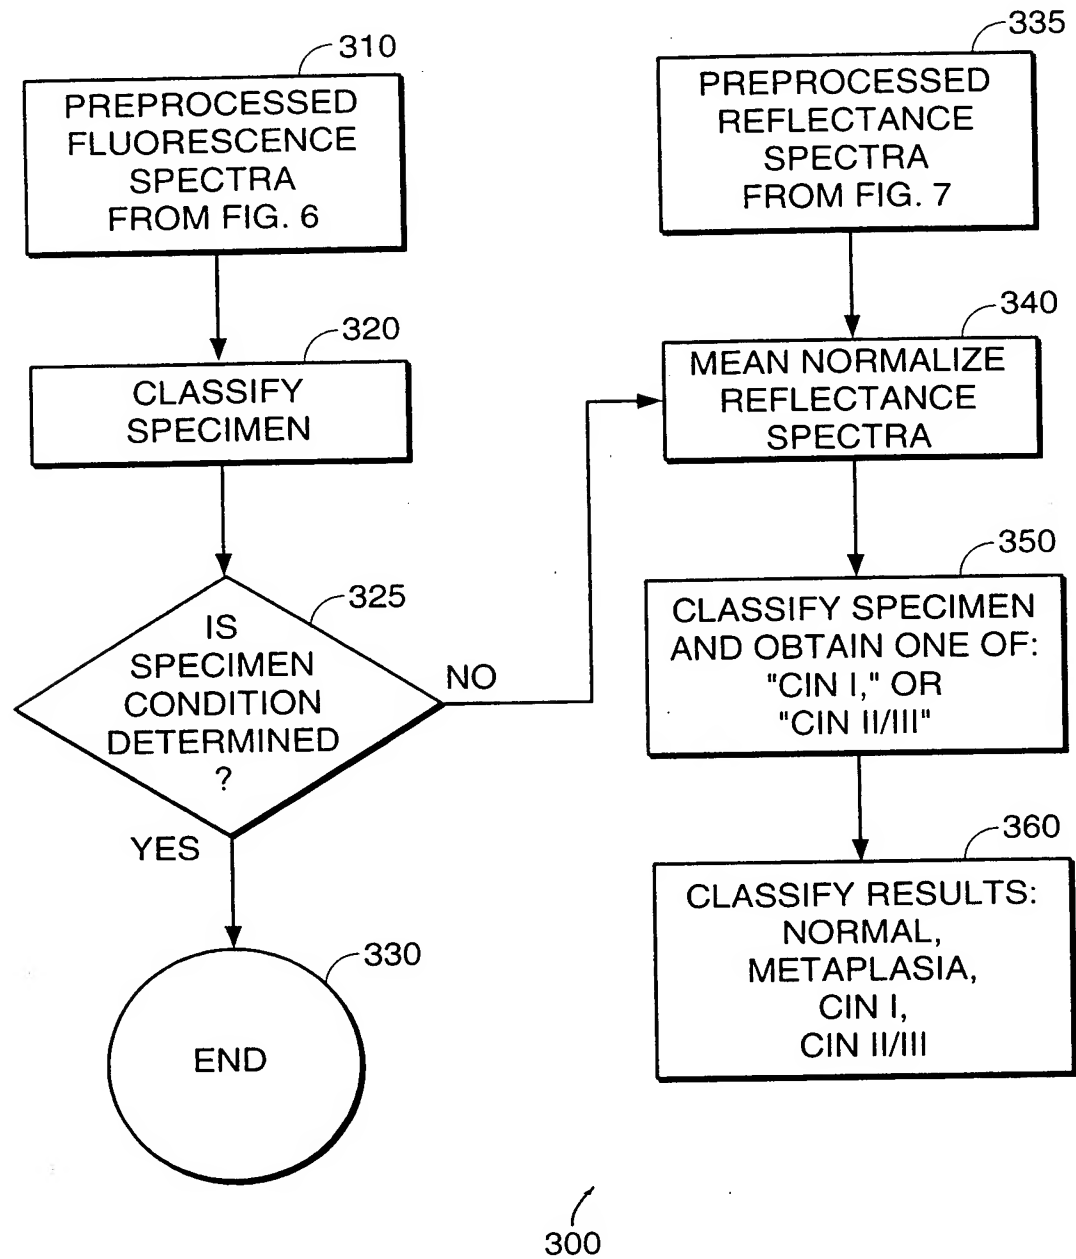 310
PREPROCESSED
FLUORESCENCE
SPECTRA
FROM FIG. 6
320
CLASSIFY
SPECIMEN
325
IS
SPECIMEN
CONDITION
DETERMINED
?
NO
YES
330
END
335
PREPROCESSED
REFLECTANCE
SPECTRA
FROM FIG. 7
340
MEAN NORMALIZE
REFLECTANCE
SPECTRA
350
CLASSIFY SPECIMEN
AND OBTAIN ONE OF:
"CIN I," OR
"CIN II/III"
360
CLASSIFY RESULTS:
NORMAL,
METAPLASIA,
CIN I,
CIN II/III
300